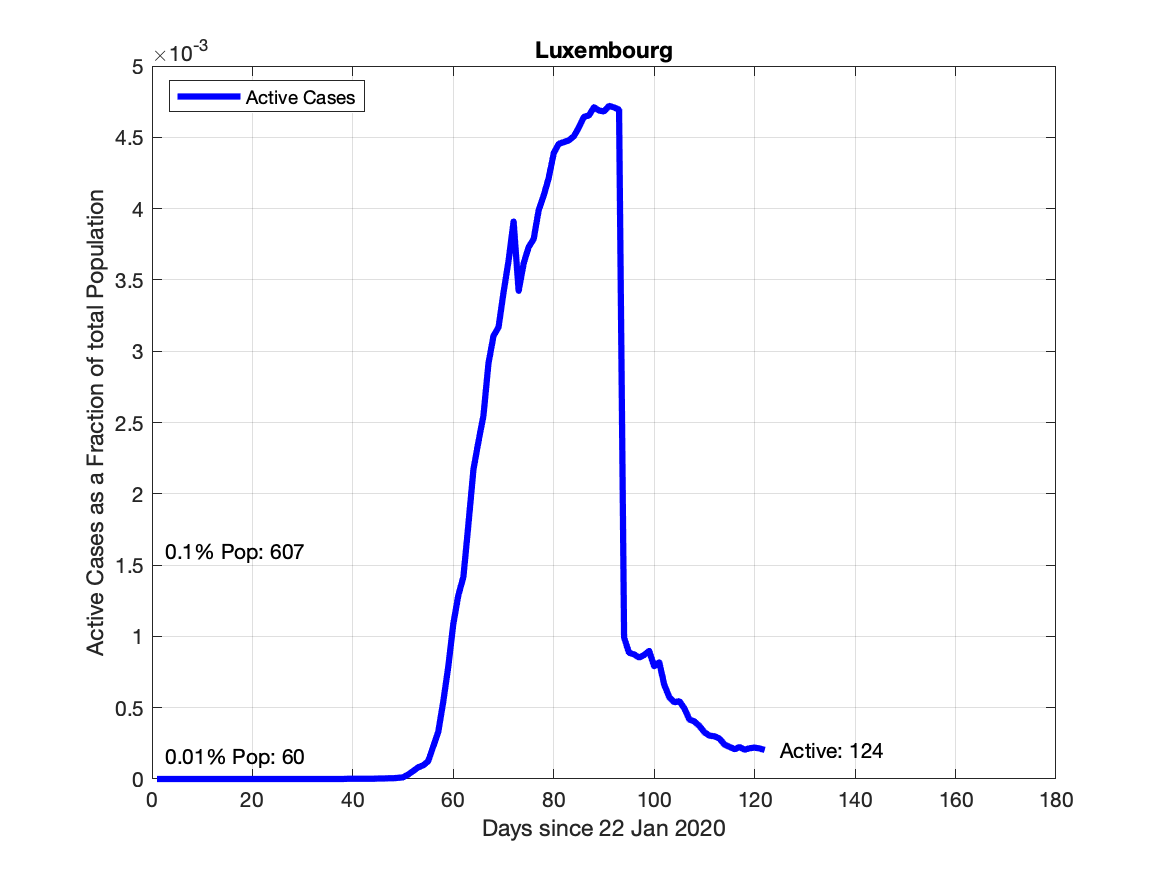 Luxembourg
×10-3
Active Cases
5
4.5
4
3.5
3
2.5
2
1.5
1
0.5
0
Active Cases as a Fraction of total Population
0.1% Pop: 607
0.01% Pop: 60
Active: 124
0 20 40 60 80 100 120 140 160 180
Days since 22 Jan 2020